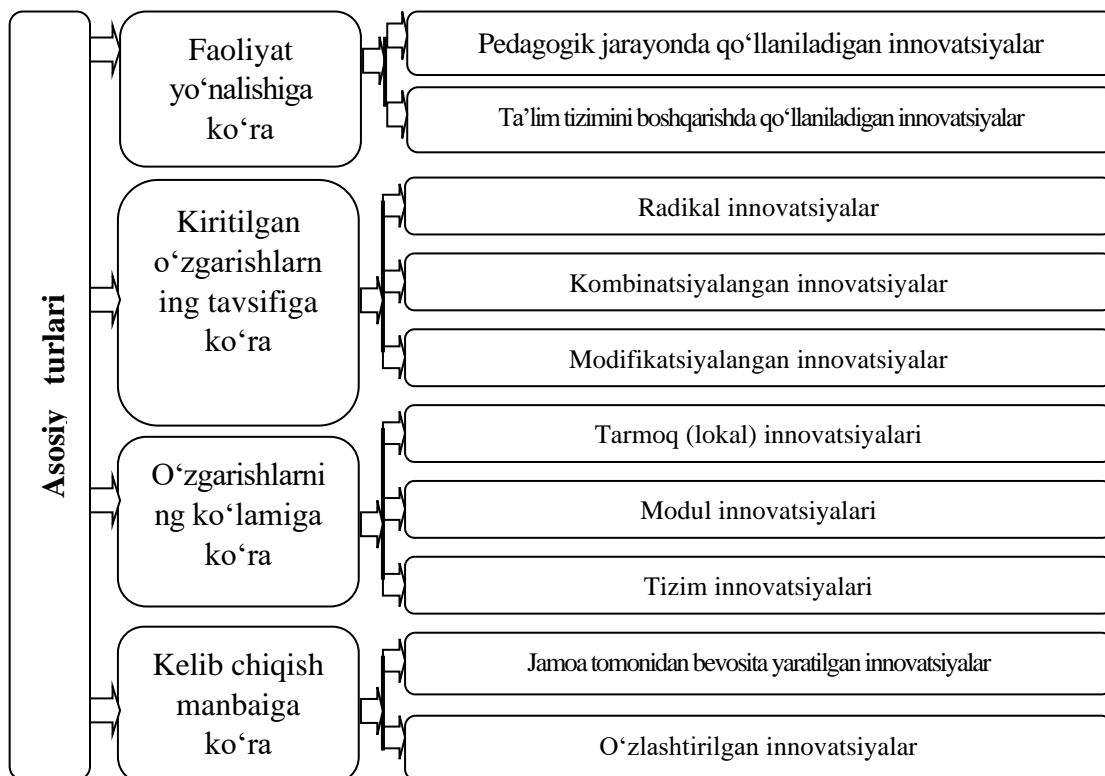 Asosiy turlari
Faoliyat
yo‘nalishiga
ko‘ra
Pedagogik jarayonda qo‘llaniladigan innovatsiyalar
Ta’lim tizimini boshqarishda qo‘llaniladigan innovatsiyalar
Kiritilgan
o‘zgarishlarn
ing tavsifiga
ko‘ra
Radikal innovatsiyalar
Kombinatsiyalangan innovatsiyalar
Modifikatsiyalangan innovatsiyalar
O‘zgarishlarni
ng ko‘lamiga
ko‘ra
Tarmoq (lokal) innovatsiyalari
Modul innovatsiyalari
Tizim innovatsiyalari
Kelib chiqish
manbaiga
ko‘ra
Jamoa tomonidan bevosita yaratilgan innovatsiyalar
O‘zlashtirilgan innovatsiyalar